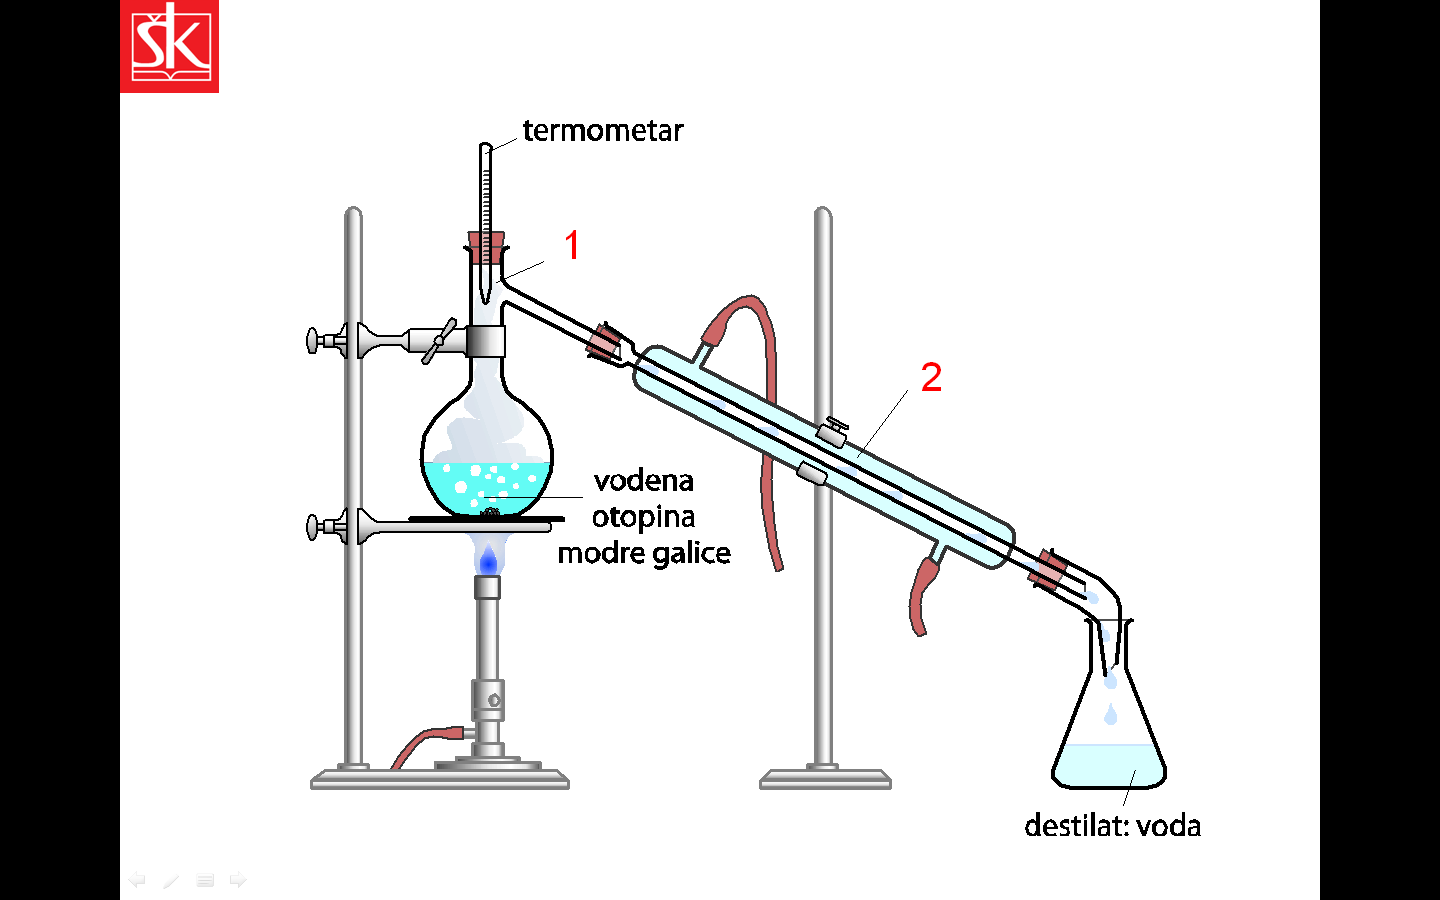 ŠK
termometar
1
2
vodena
otopina
modre galice
destilat: voda